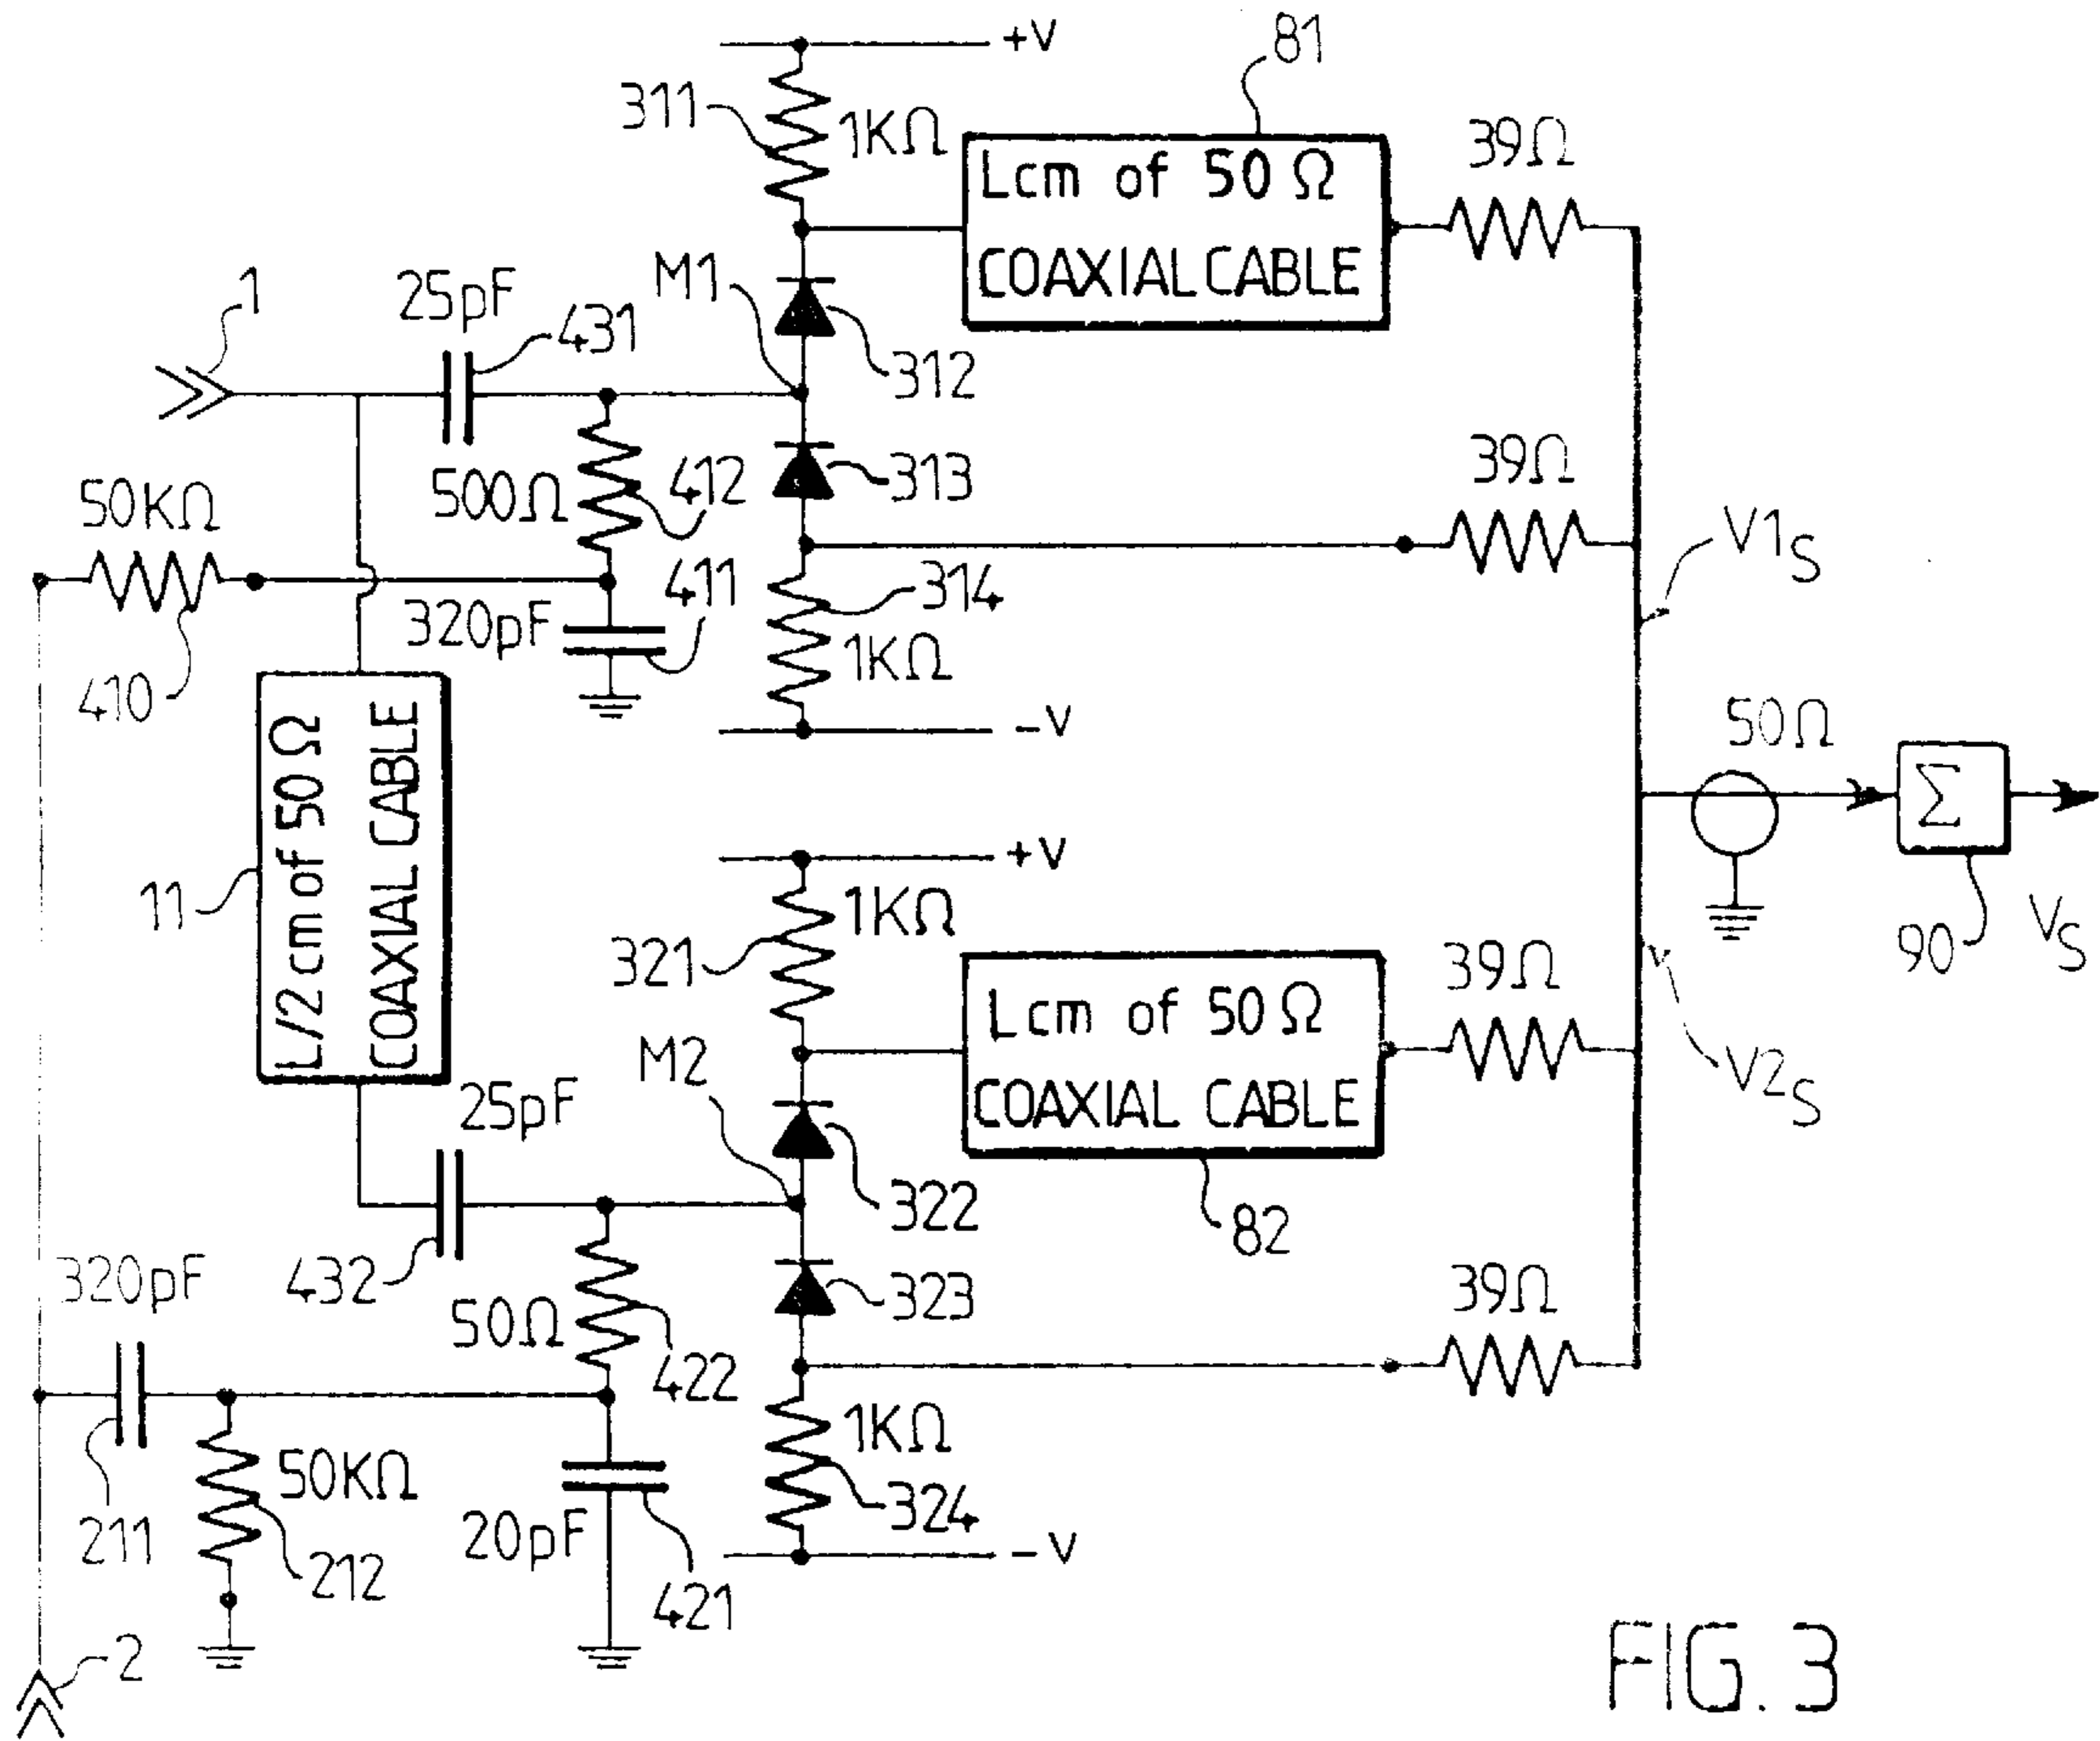 +V
81
311
1KΩ
Lcm of 50Ω
COAXIAL CABLE
39Ω
1
25pF
431
M1
312
50KΩ
500Ω
412
313
39Ω
V1S
410
320pF
411
314
1KΩ
-V
11
L/2 cm of 50Ω
COAXIAL CABLE
50Ω
Σ
90
VS
+V
321
1KΩ
Lcm of 50Ω
COAXIAL CABLE
39Ω
V2S
M2
25pF
432
322
82
320pF
50Ω
422
323
39Ω
211
50KΩ
212
20pF
421
1KΩ
324
-V
2
FIG. 3